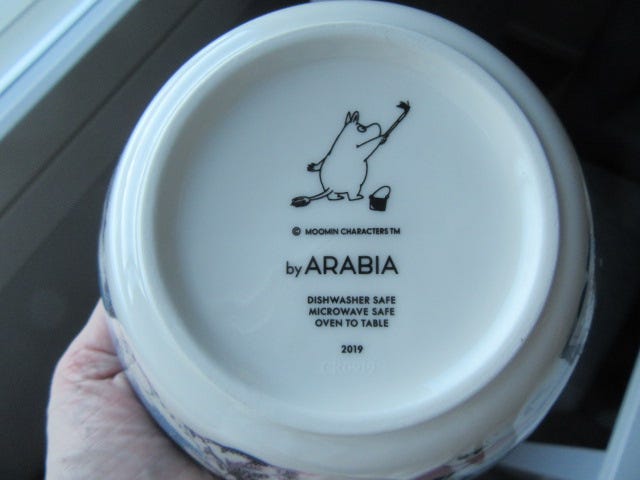 © MOOMIN CHARACTERS TM
by ARABIA
DISHWASHER SAFE
MICROWAVE SAFE
OVEN TO TABLE
2019